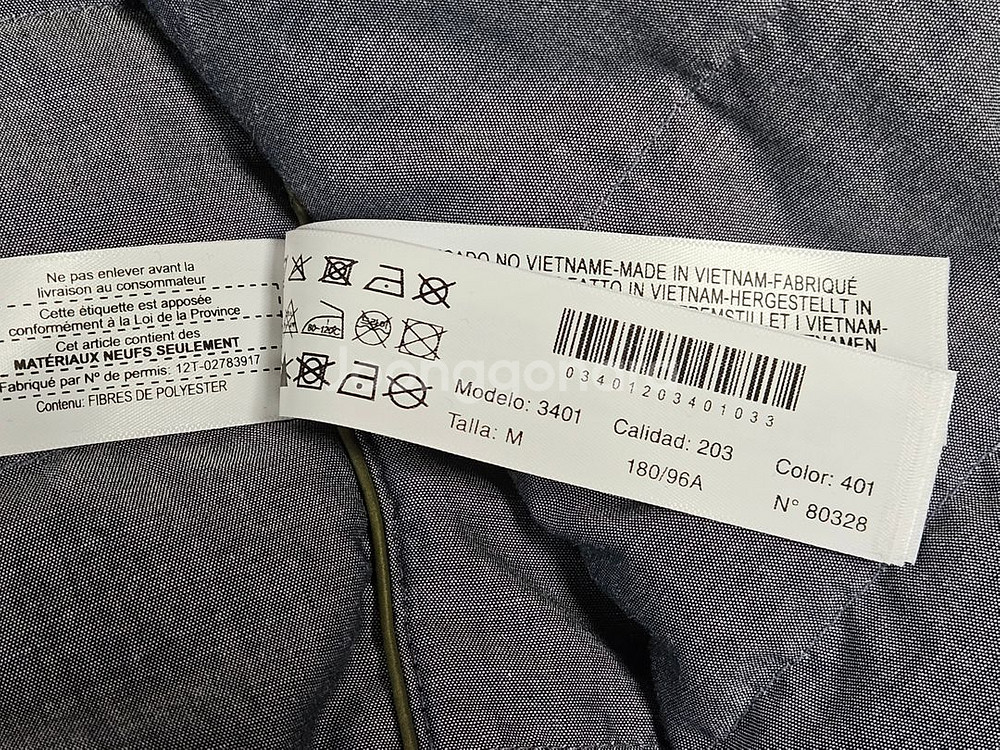 Ne pas enlever avant la
livraison au consommateur
Cette étiquette est apposée
conformément à la Loi de la Province
Cet article contient des
MATÉRIAUX NEUFS SEULEMENT
Fabriqué par N° de permis: 12T-02783917
Contenu: FIBRES DE POLYESTER
NO VIETNAME-MADE IN VIETNAM-FABRIQUÉ
IN VIETNAM-HERGESTELLT IN
I VIETNAM-
03401203401033
Modelo: 3401
Calidad: 203
Color: 401
Talla: M
180/96A
N° 80328